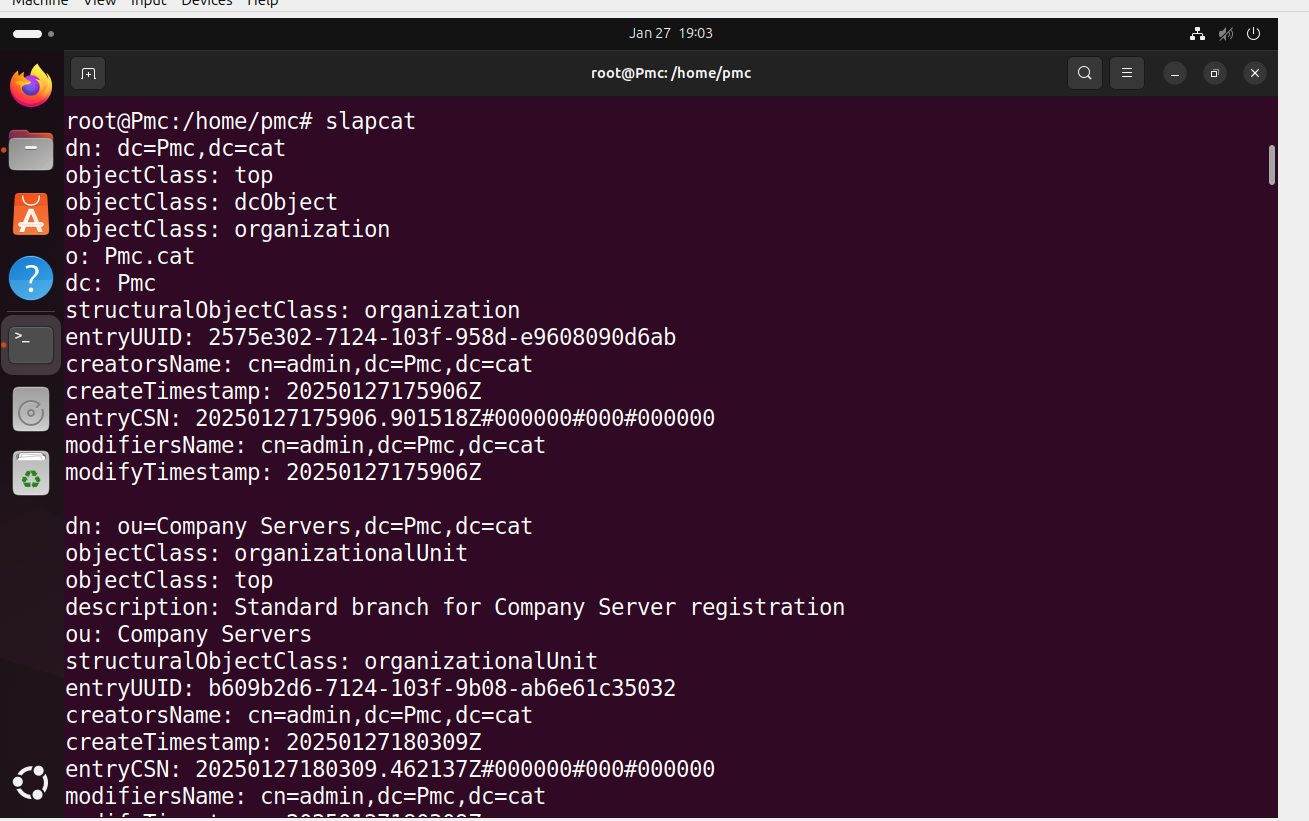 Machine View Input Devices Help
Jan 27 19:03
root@Pmc: /home/pmc
root@Pmc:/home/pmc# slapcat
dn: dc=Pmc,dc=cat
objectClass: top
objectClass: dcObject
objectClass: organization
o: Pmc.cat
dc: Pmc
structuralObjectClass: organization
entryUUID: 2575e302-7124-103f-958d-e9608090d6ab
creatorsName: cn=admin,dc=Pmc,dc=cat
createTimestamp: 20250127175906Z
entryCSN: 20250127175906.901518Z#000000#000#000000
modifiersName: cn=admin,dc=Pmc,dc=cat
modifyTimestamp: 20250127175906Z
dn: ou=Company Servers,dc=Pmc,dc=cat
objectClass: organizationalUnit
objectClass: top
description: Standard branch for Company Server registration
ou: Company Servers
structuralObjectClass: organizationalUnit
entryUUID: b609b2d6-7124-103f-9b08-ab6e61c35032
creatorsName: cn=admin,dc=Pmc,dc=cat
createTimestamp: 20250127180309Z
entryCSN: 20250127180309.462137Z#000000#000#000000
modifiersName: cn=admin,dc=Pmc,dc=cat
modifyTimestamp: 20250127180309Z